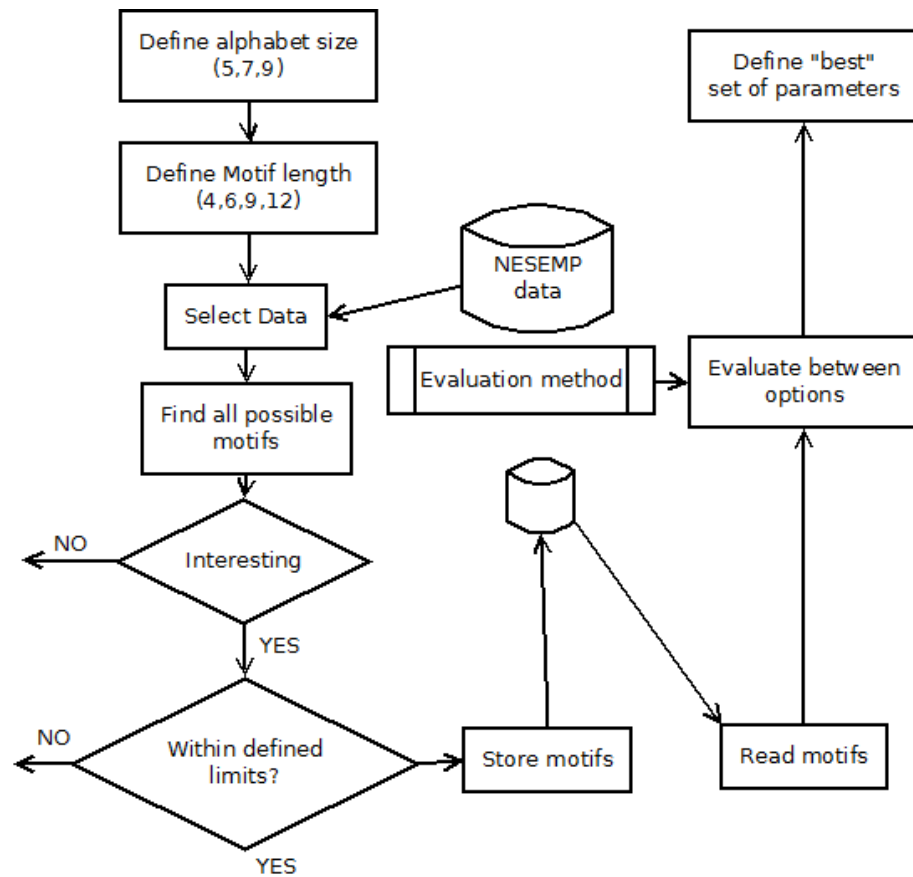 Define alphabet size
(5,7,9)
Define Motif length
(4,6,9,12)
Select Data
NESEMP
data
Find all possible
motifs
Interesting
NO
YES
Within defined
limits?
NO
YES
Store motifs
Read motifs
Evaluation method
Evaluate between
options
Define "best"
set of parameters